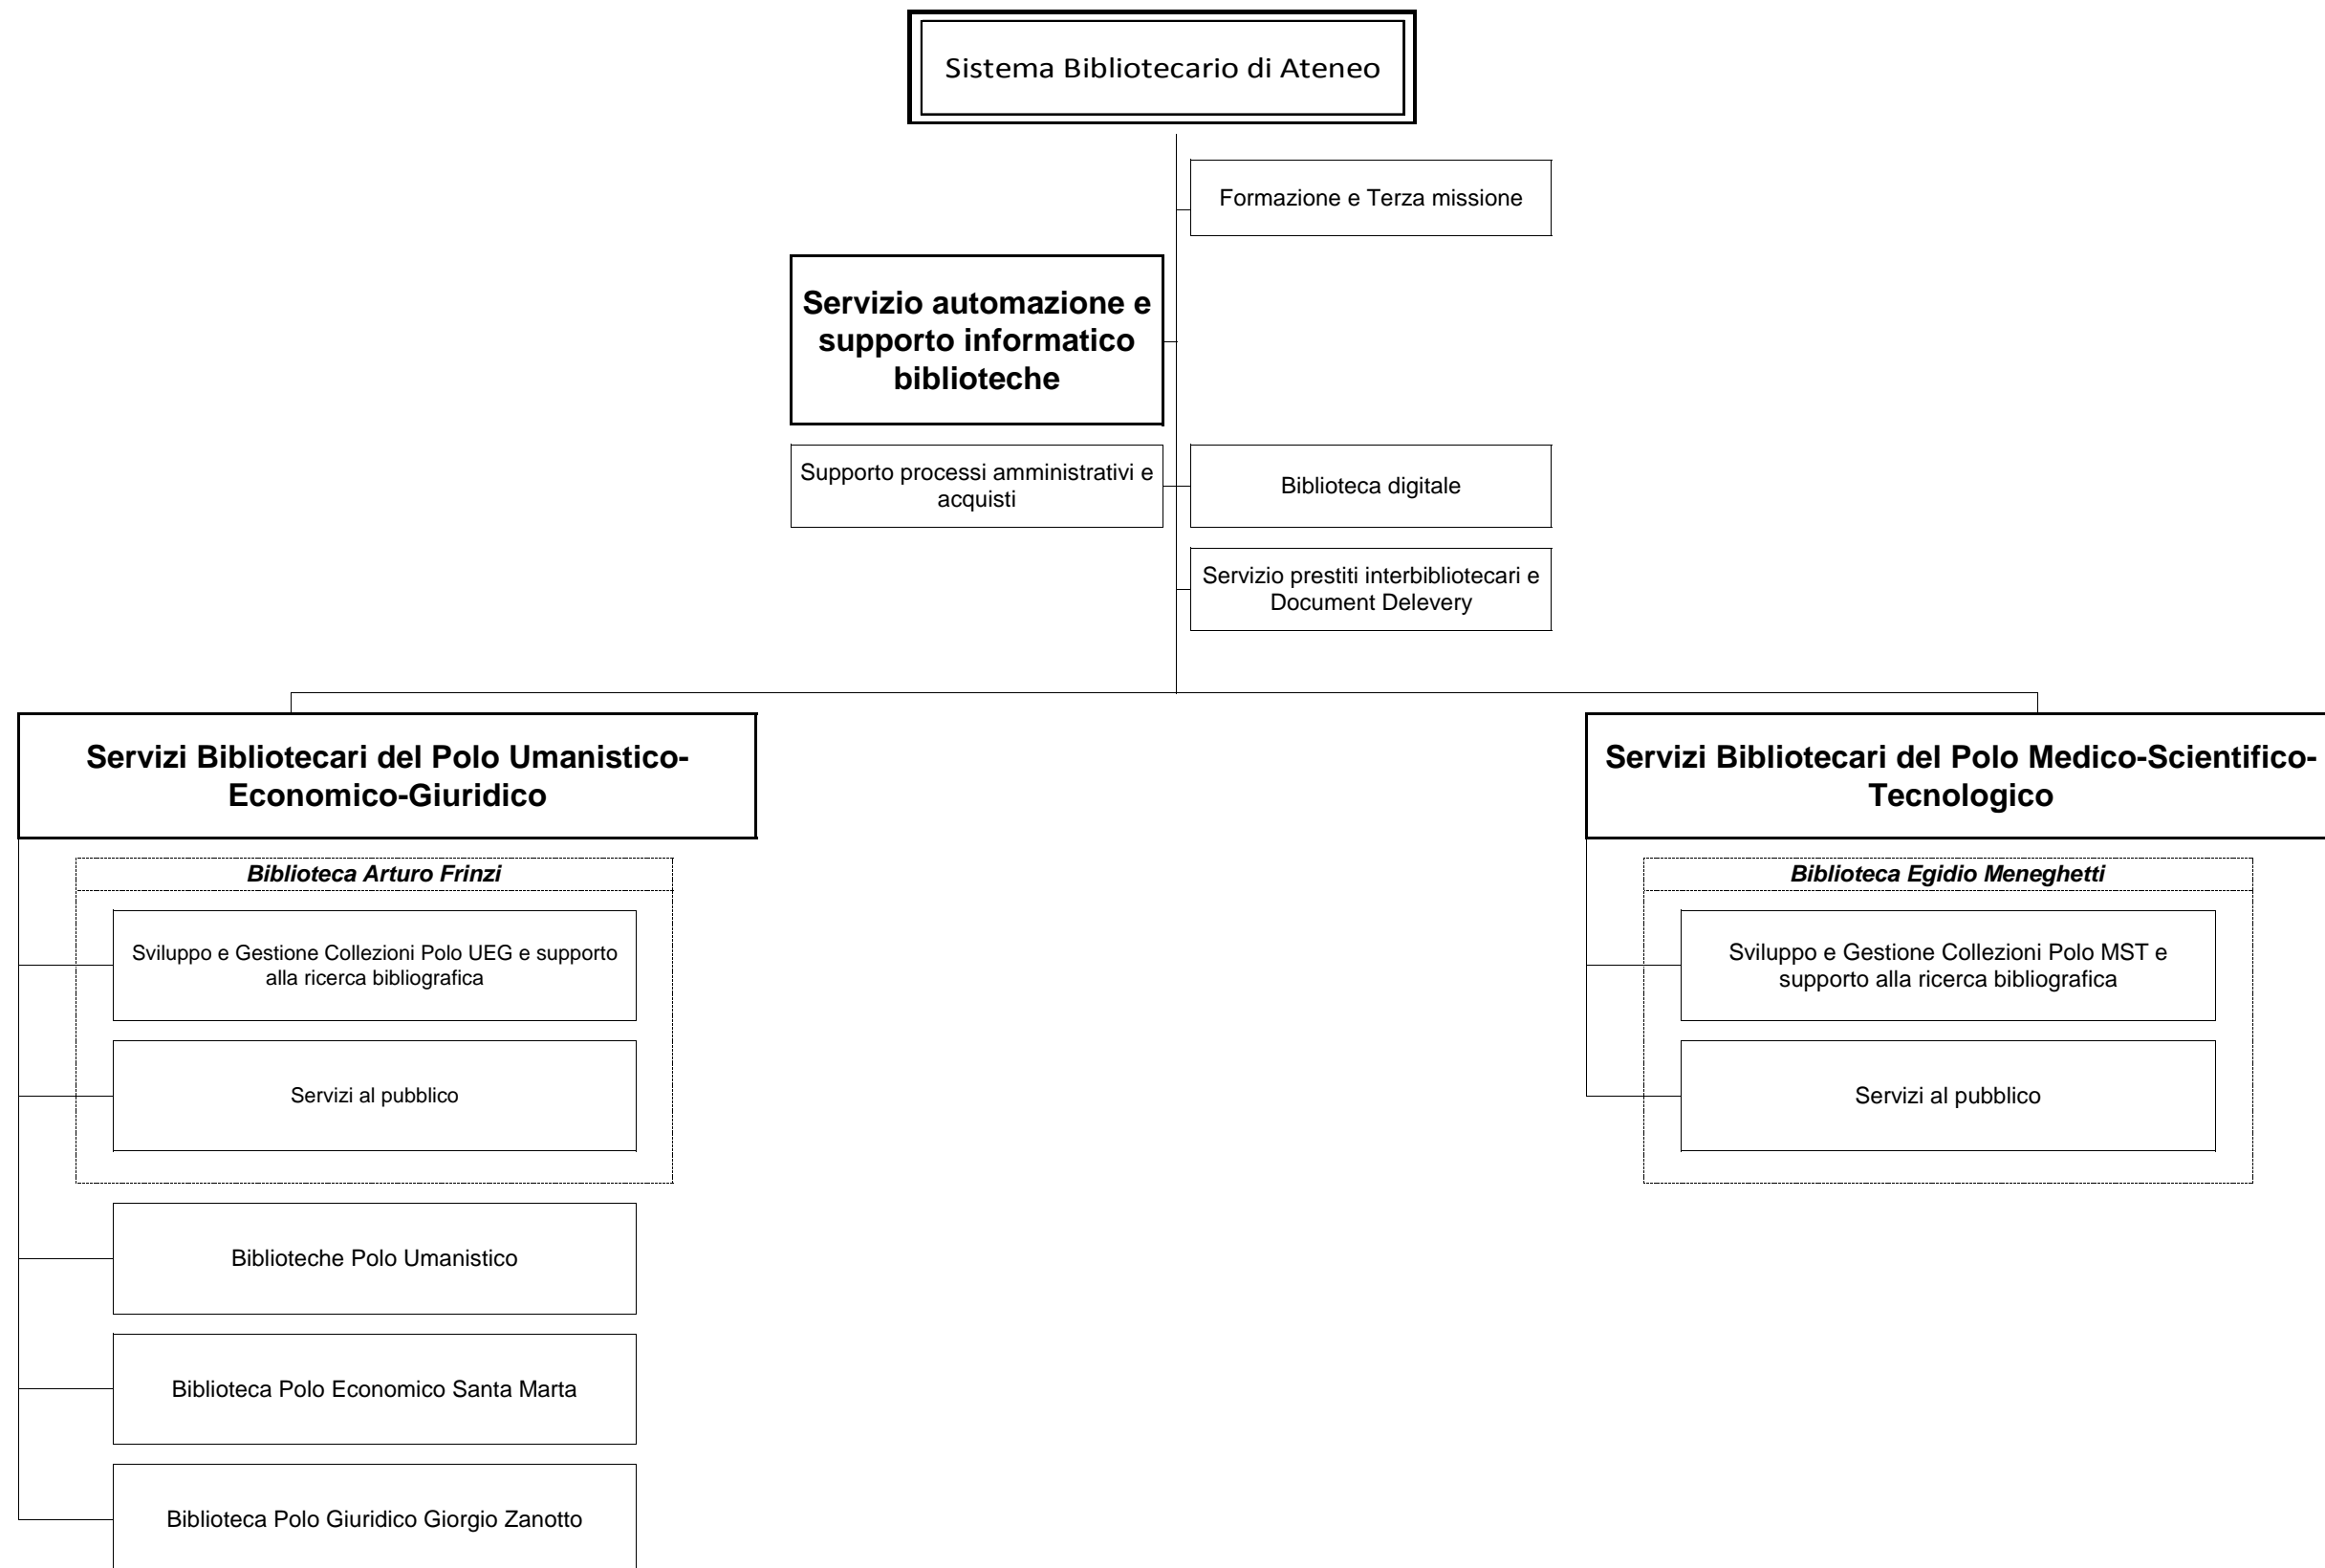 Sistema Bibliotecario di Ateneo
Formazione e Terza missione
Servizio automazione e
supporto informatico
biblioteche
Supporto processi amministrativi e
acquisti
Biblioteca digitale
Servizio prestiti interbibliotecari e
Document Delevery
Servizi Bibliotecari del Polo Umanistico-
Economico-Giuridico
Biblioteca Arturo Frinzi
Sviluppo e Gestione Collezioni Polo UEG e supporto
alla ricerca bibliografica
Servizi al pubblico
Biblioteche Polo Umanistico
Biblioteca Polo Economico Santa Marta
Biblioteca Polo Giuridico Giorgio Zanotto
Servizi Bibliotecari del Polo Medico-Scientifico-
Tecnologico
Biblioteca Egidio Meneghetti
Sviluppo e Gestione Collezioni Polo MST e
supporto alla ricerca bibliografica
Servizi al pubblico